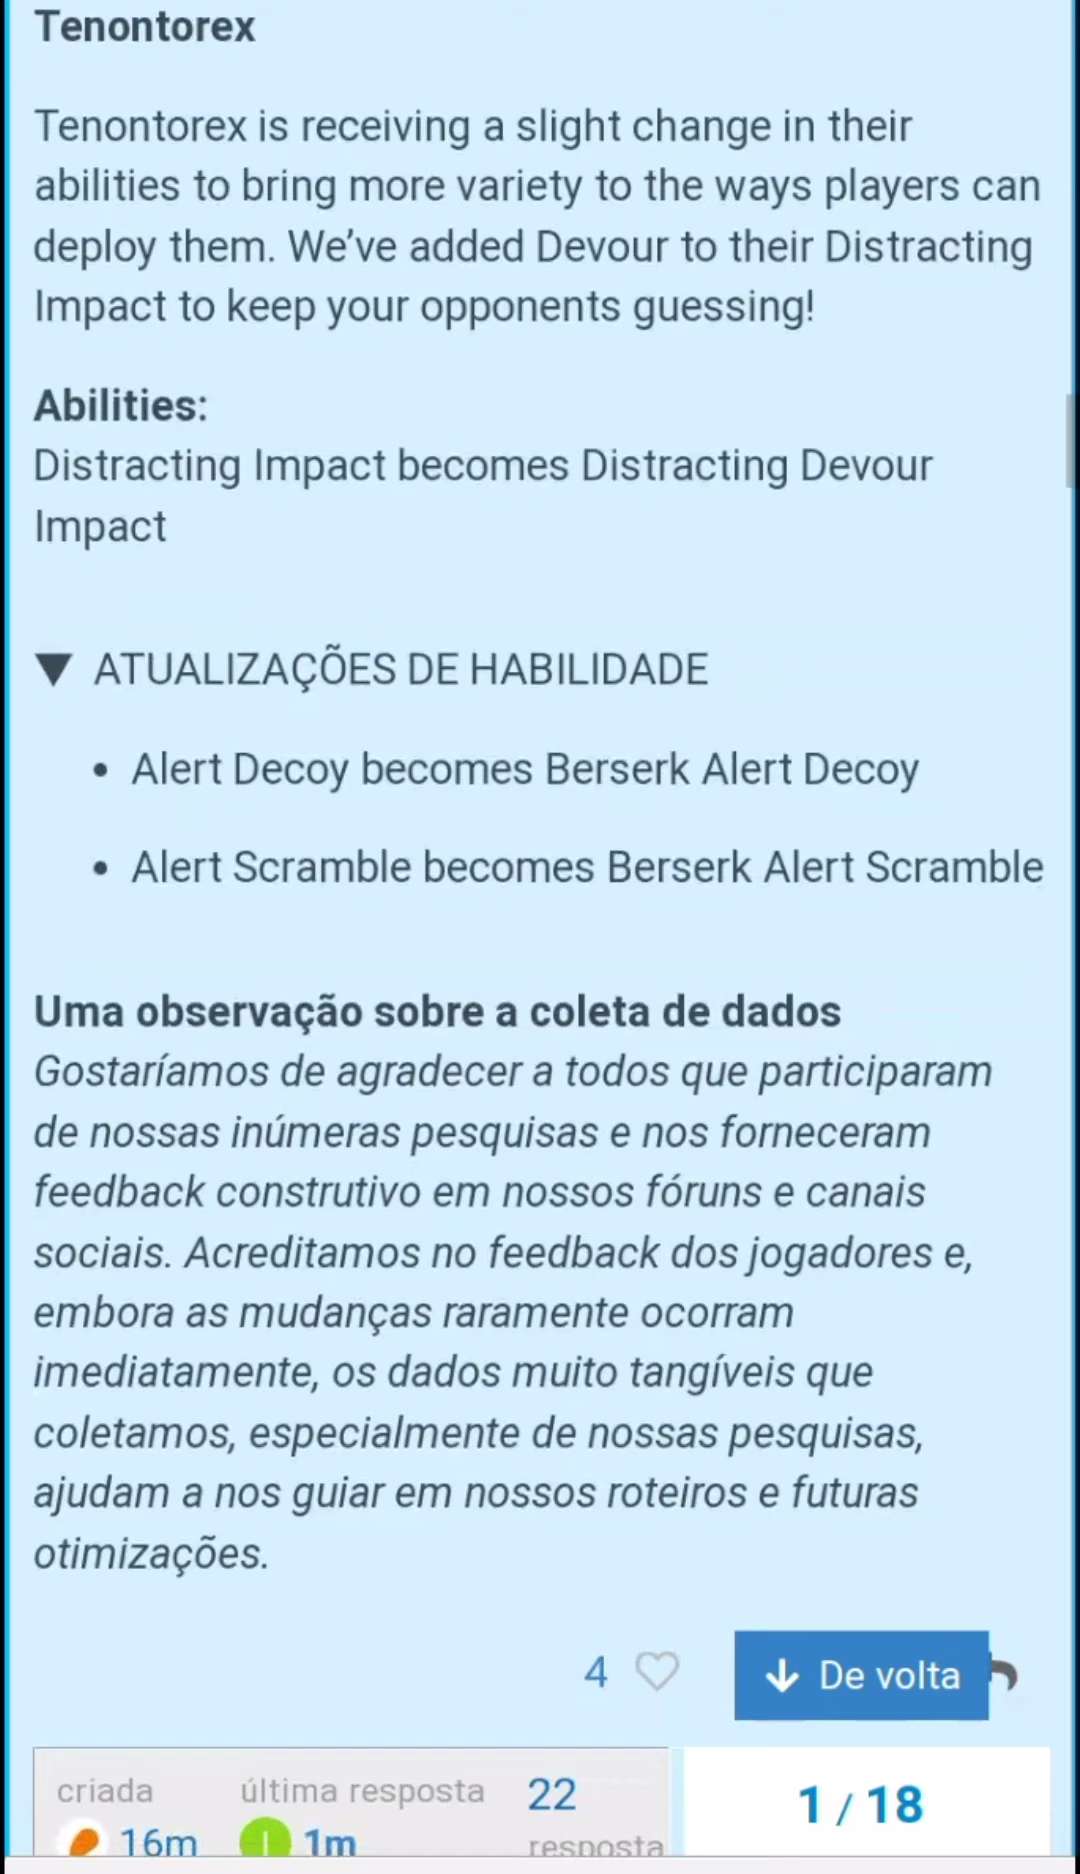 Tenontorex
Tenontorex is receiving a slight change in their
abilities to bring more variety to the ways players can
deploy them. We’ve added Devour to their Distracting
Impact to keep your opponents guessing!
Abilities:
Distracting Impact becomes Distracting Devour
Impact
▼ ATUALIZAÇÕES DE HABILIDADE
• Alert Decoy becomes Berserk Alert Decoy
• Alert Scramble becomes Berserk Alert Scramble
Uma observação sobre a coleta de dados
Gostaríamos de agradecer a todos que participaram
de nossas inúmeras pesquisas e nos forneceram
feedback construtivo em nossos fóruns e canais
sociais. Acreditamos no feedback dos jogadores e,
embora as mudanças raramente ocorram
imediatamente, os dados muito tangíveis que
coletamos, especialmente de nossas pesquisas,
ajudam a nos guiar em nossos roteiros e futuras
otimizações.
4 De volta
criada última resposta 22
16m 1m resposta
1 / 18